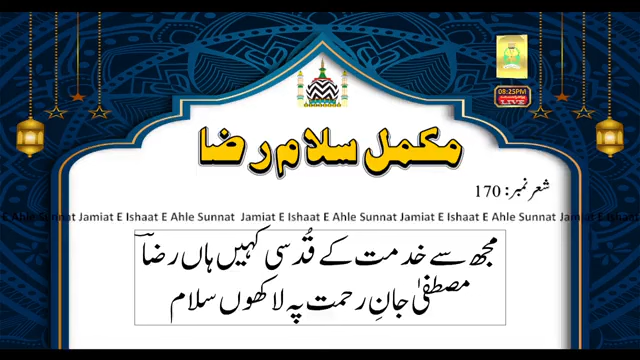 08:25PM
LIVE
مکمل سلام رضا
شعر نمبر: 170
E Ahle Sunnat Jamiat E Ishaat E Ahle Sunnat Jamiat E Ishaat E Ahle Sunnat Jamiat E Ishaat E Ahle Sunnat Jamiat E Ishaat E
مجھ سے خدمت کے قُدسی کہیں ہاں رضاؔ
مصطفیٰ جانِ رحمت پہ لاکھوں سلام